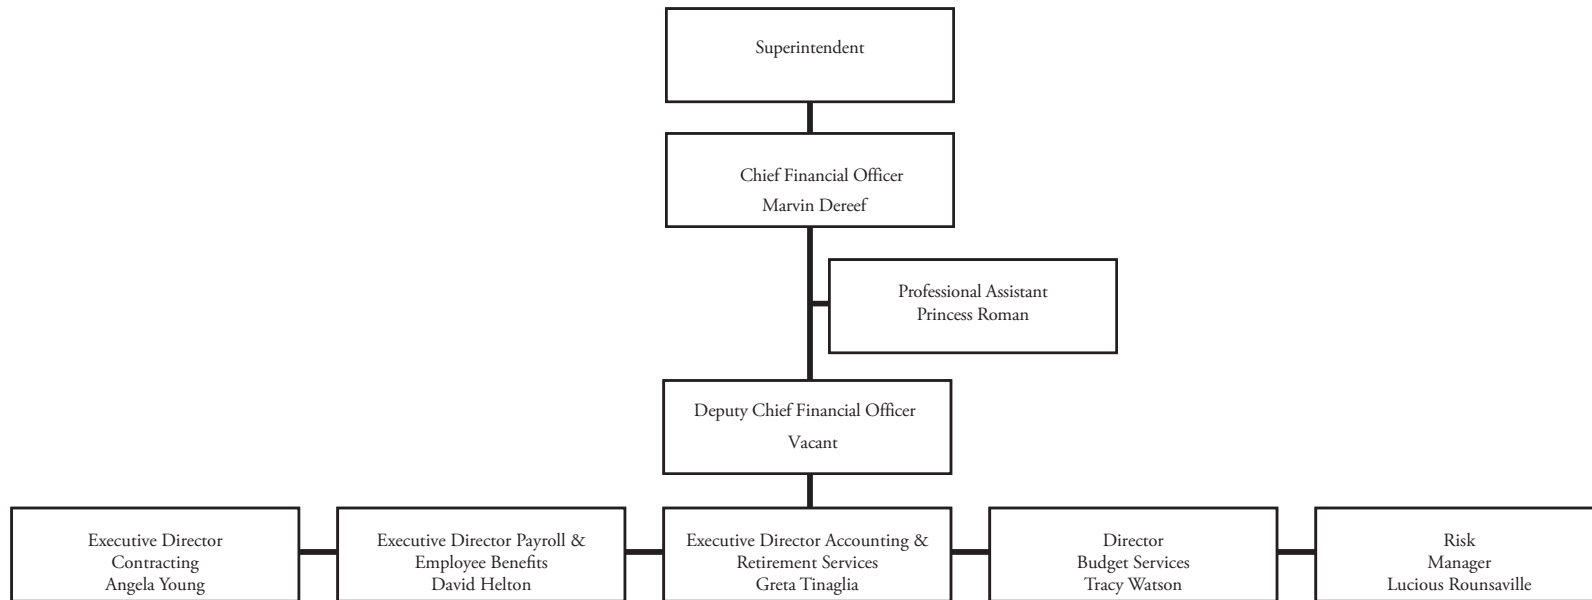 Superintendent
Chief Financial Officer
Marvin Dereef
Professional Assistant
Princess Roman
Deputy Chief Financial Officer
Vacant
Executive Director
Contracting
Angela Young
Executive Director Payroll &
Employee Benefits
David Helton
Executive Director Accounting &
Retirement Services
Greta Tinaglia
Director
Budget Services
Tracy Watson
Risk
Manager
Lucious Rounsaville